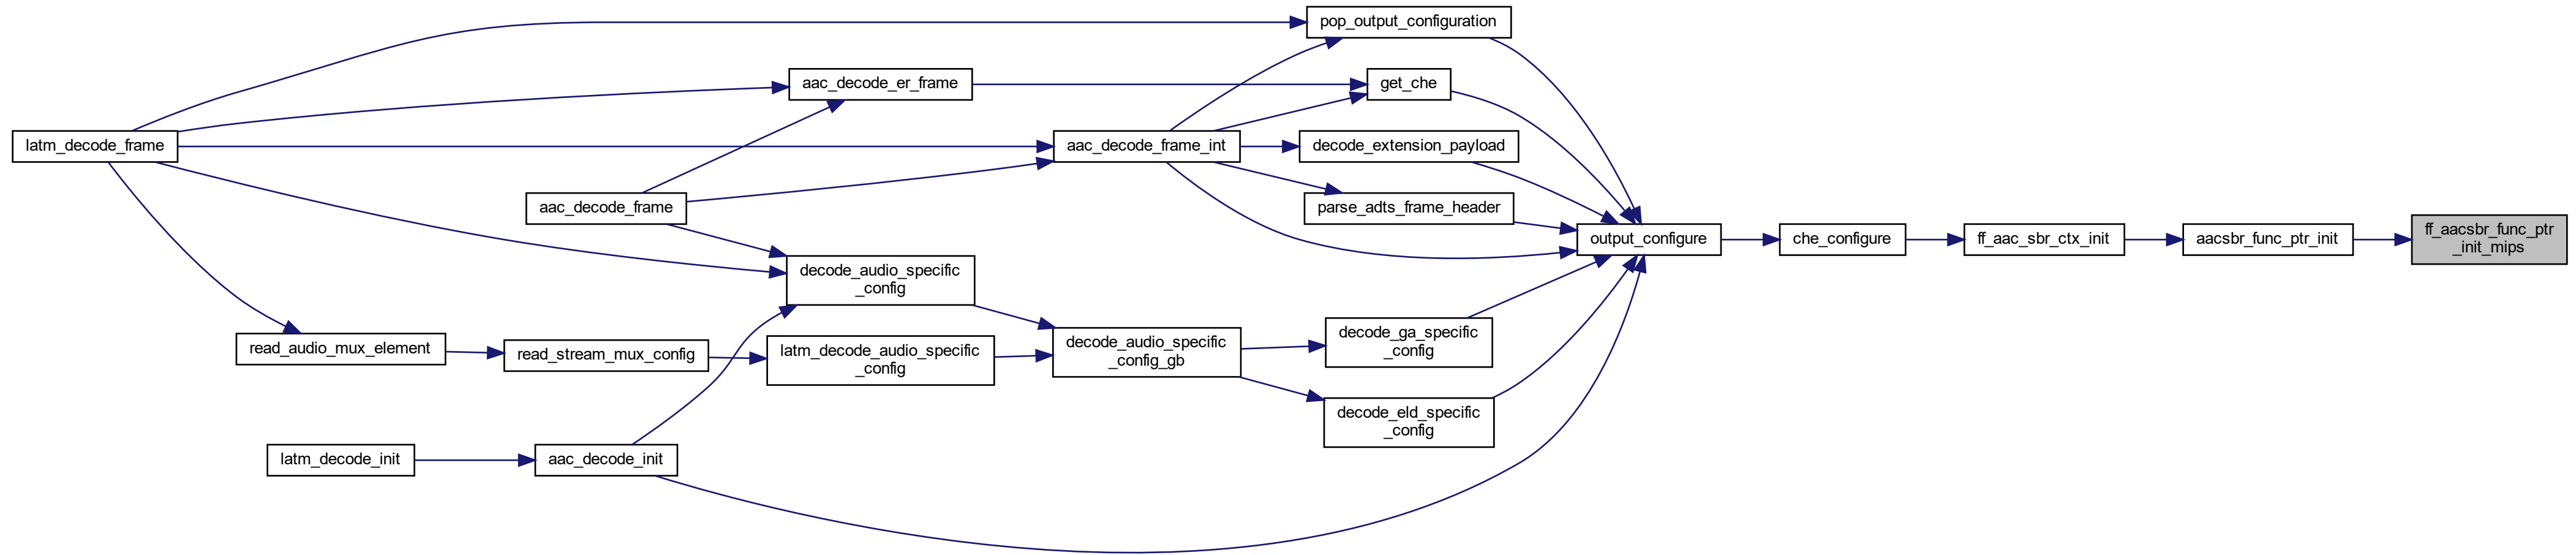 pop_output_configuration
aac_decode_er_frame
get_che
latm_decode_frame
aac_decode_frame_int
decode_extension_payload
aac_decode_frame
parse_adts_frame_header
output_configure
che_configure
ff_aac_sbr_ctx_init
aacsbr_func_ptr_init
ff_aacsbr_func_ptr
_init_mips
decode_audio_specific
_config
read_audio_mux_element
read_stream_mux_config
latm_decode_audio_specific
_config
decode_audio_specific
_config_gb
decode_ga_specific
_config
decode_eld_specific
_config
latm_decode_init
aac_decode_init